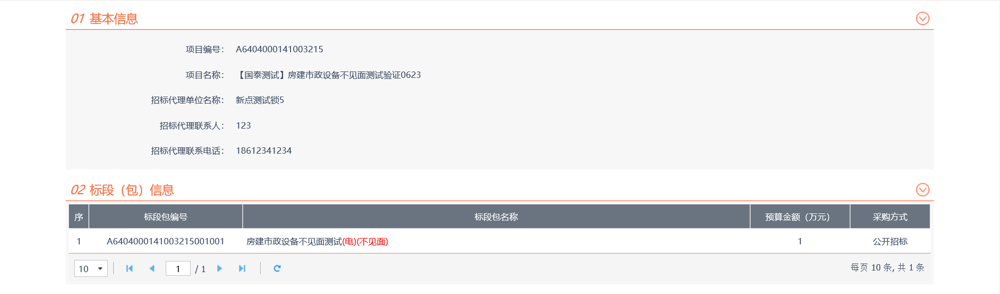 01 基本信息
项目编号： A6404000141003215
项目名称： 【国泰测试】房建市政设备不见面测试验证0623
招标代理单位名称： 新点测试锁5
招标代理联系人： 123
招标代理联系电话： 18612341234
02 标段（包）信息
序 标段包编号 标段包名称 预算金额（万元） 采购方式
1 A6404000141003215001001 房建市政设备不见面测试(电)(不见面) 1 公开招标
10 1 / 1 每页 10 条, 共 1 条